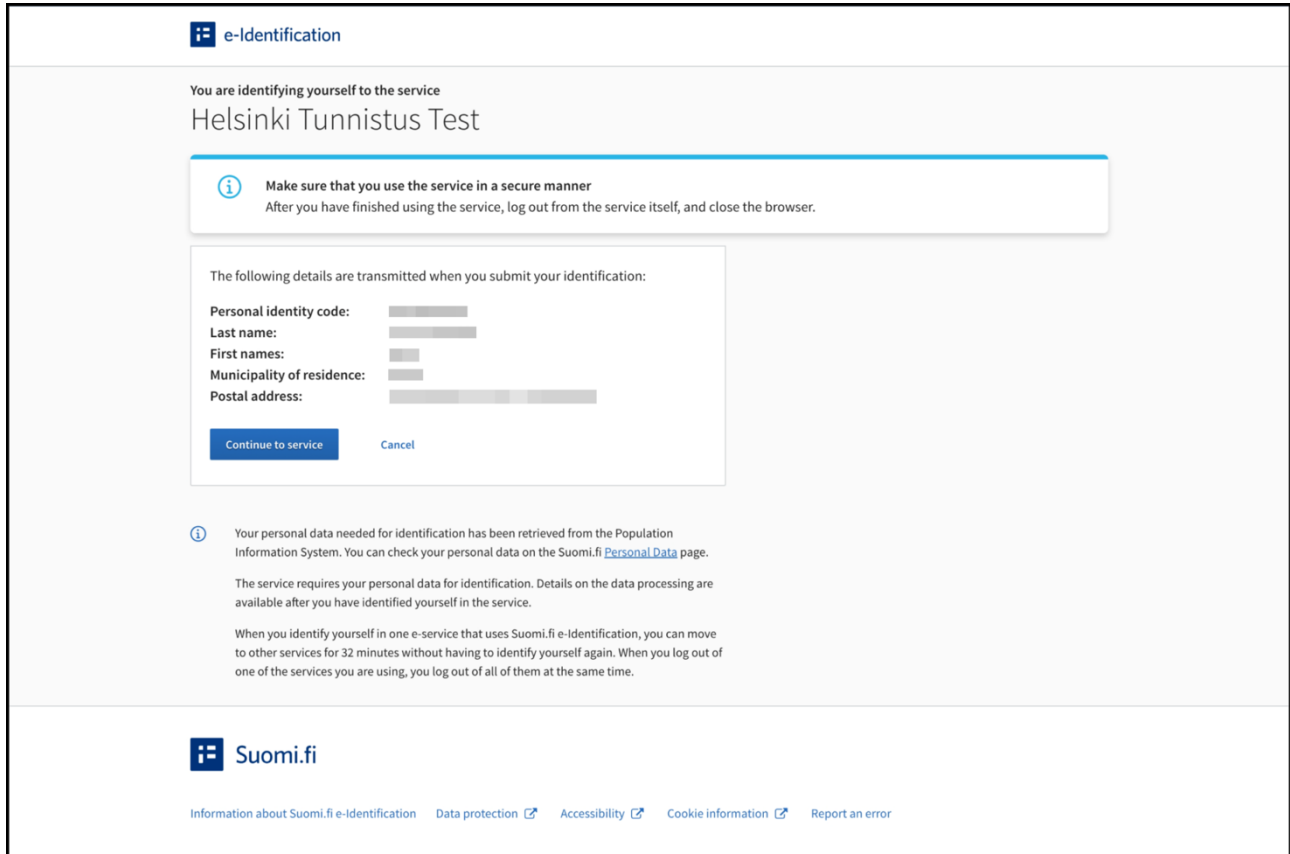 e-Identification
You are identifying yourself to the service
Helsinki Tunnistus Test
Make sure that you use the service in a secure manner
After you have finished using the service, log out from the service itself, and close the browser.
The following details are transmitted when you submit your identification:
Personal identity code:
Last name:
First names:
Municipality of residence:
Postal address:
Continue to service Cancel
Your personal data needed for identification has been retrieved from the Population
Information System. You can check your personal data on the Suomi.fi Personal Data page.
The service requires your personal data for identification. Details on the data processing are
available after you have identified yourself in the service.
When you identify yourself in one e-service that uses Suomi.fi e-Identification, you can move
to other services for 32 minutes without having to identify yourself again. When you log out of
one of the services you are using, you log out of all of them at the same time.
Suomi.fi
Information about Suomi.fi e-Identification Data protection Accessibility Cookie information Report an error